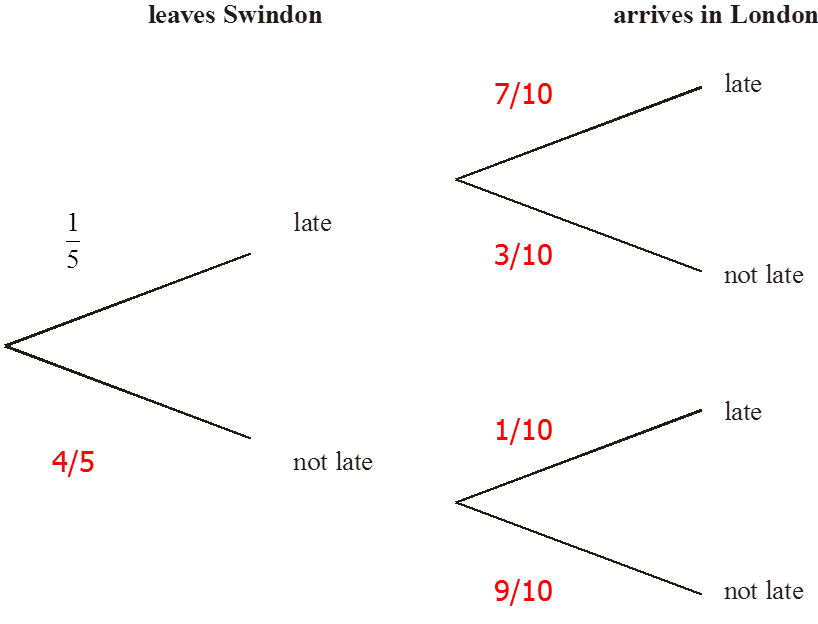 leaves Swindon
arrives in London
7/10
late
1
5
late
3/10
not late
4/5
not late
1/10
late
9/10
not late